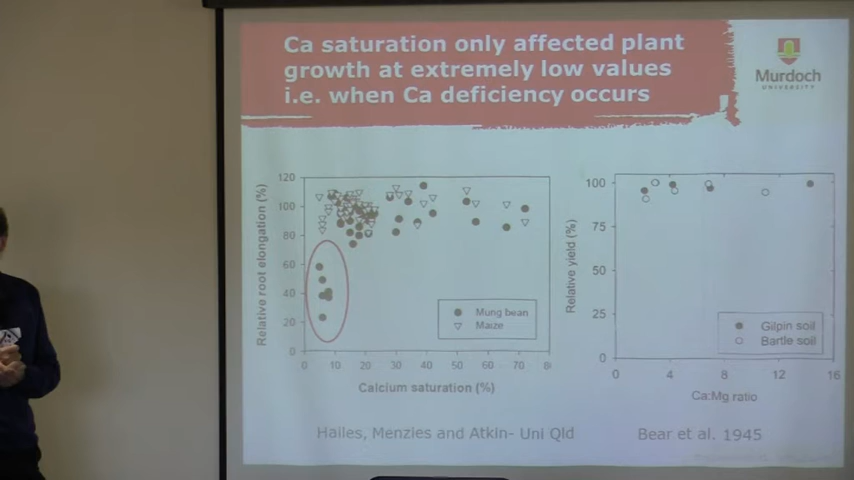 Ca saturation only affected plant
growth at extremely low values
i.e. when Ca deficiency occurs
Murdoch
UNIVERSITY
120
100
80
60
40
20
0
0 10 20 30 40 50 60 70 8
Relative root elongation (%)
Calcium saturation (%)
Mung bean
Maize
100
75
50
25
0
0 4 8 12 16
Relative yield (%)
Ca:Mg ratio
Gilpin soil
Bartle soil
Hailes, Menzies and Atkin- Uni Qld
Bear et al. 1945